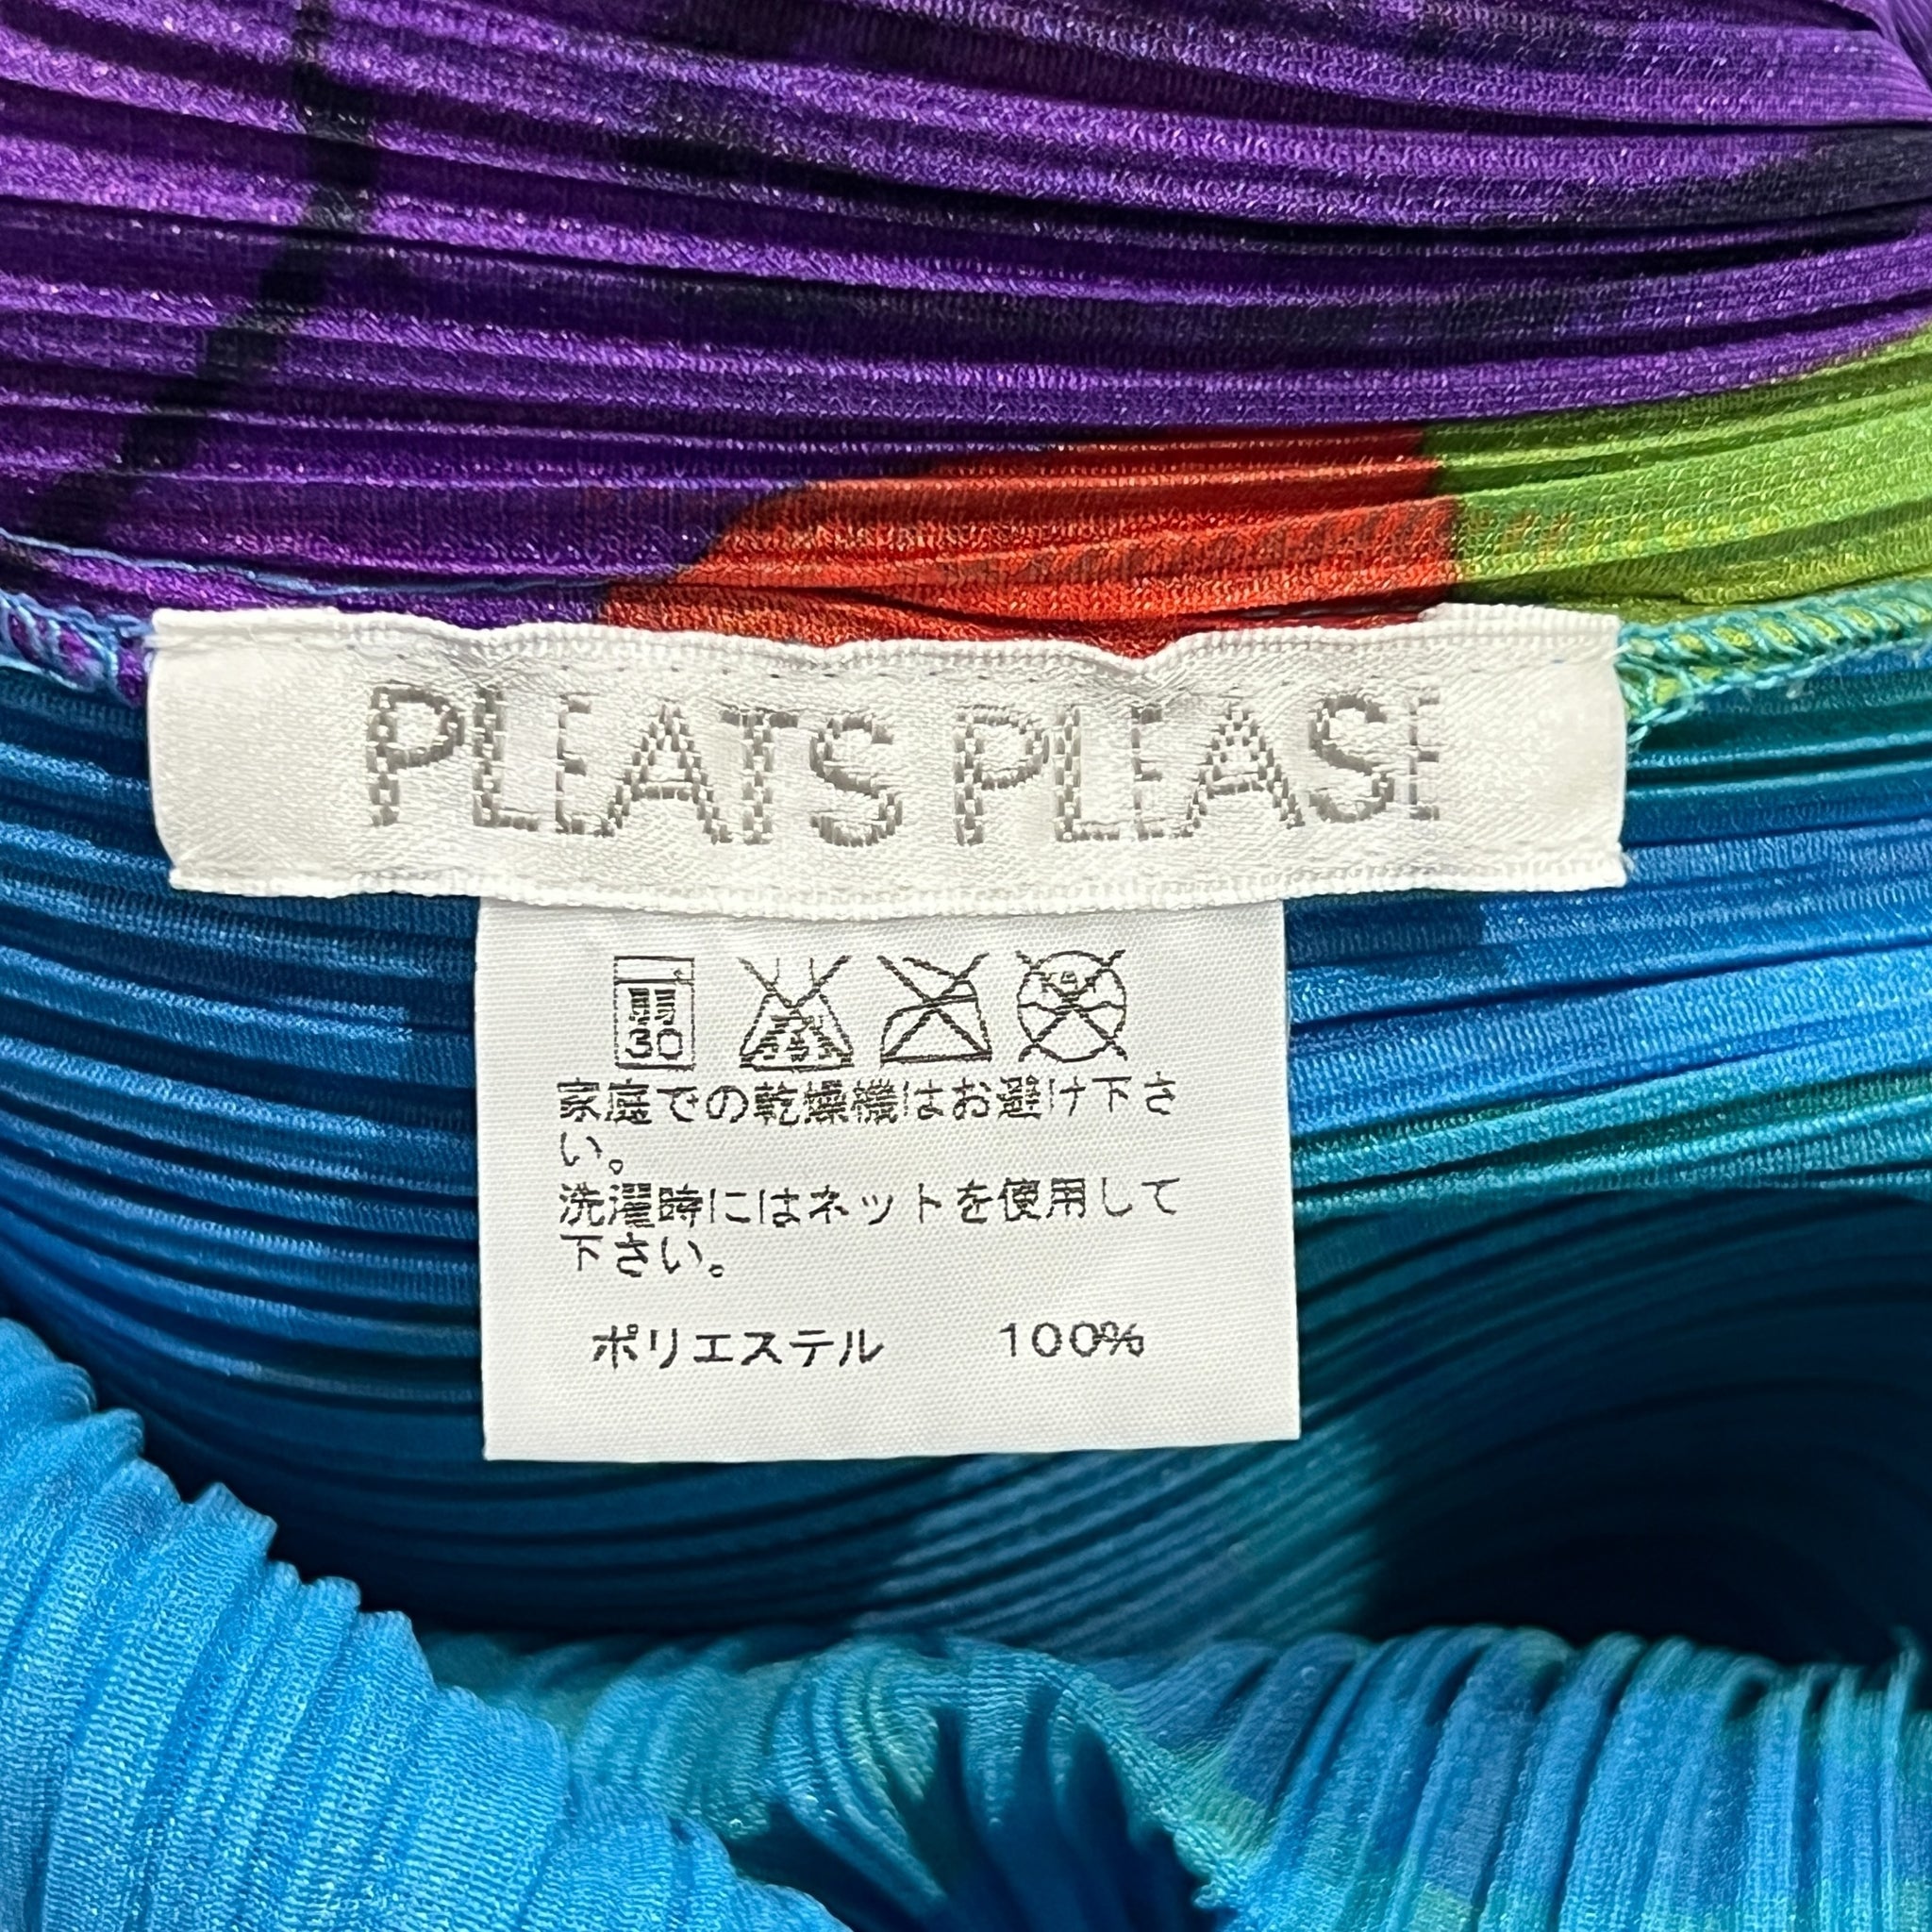 PLEATS PLEASE
30
家庭での乾燥機はお避け下さ
い。
洗濯時にはネットを使用して
下さい。
ポリエステル 100%